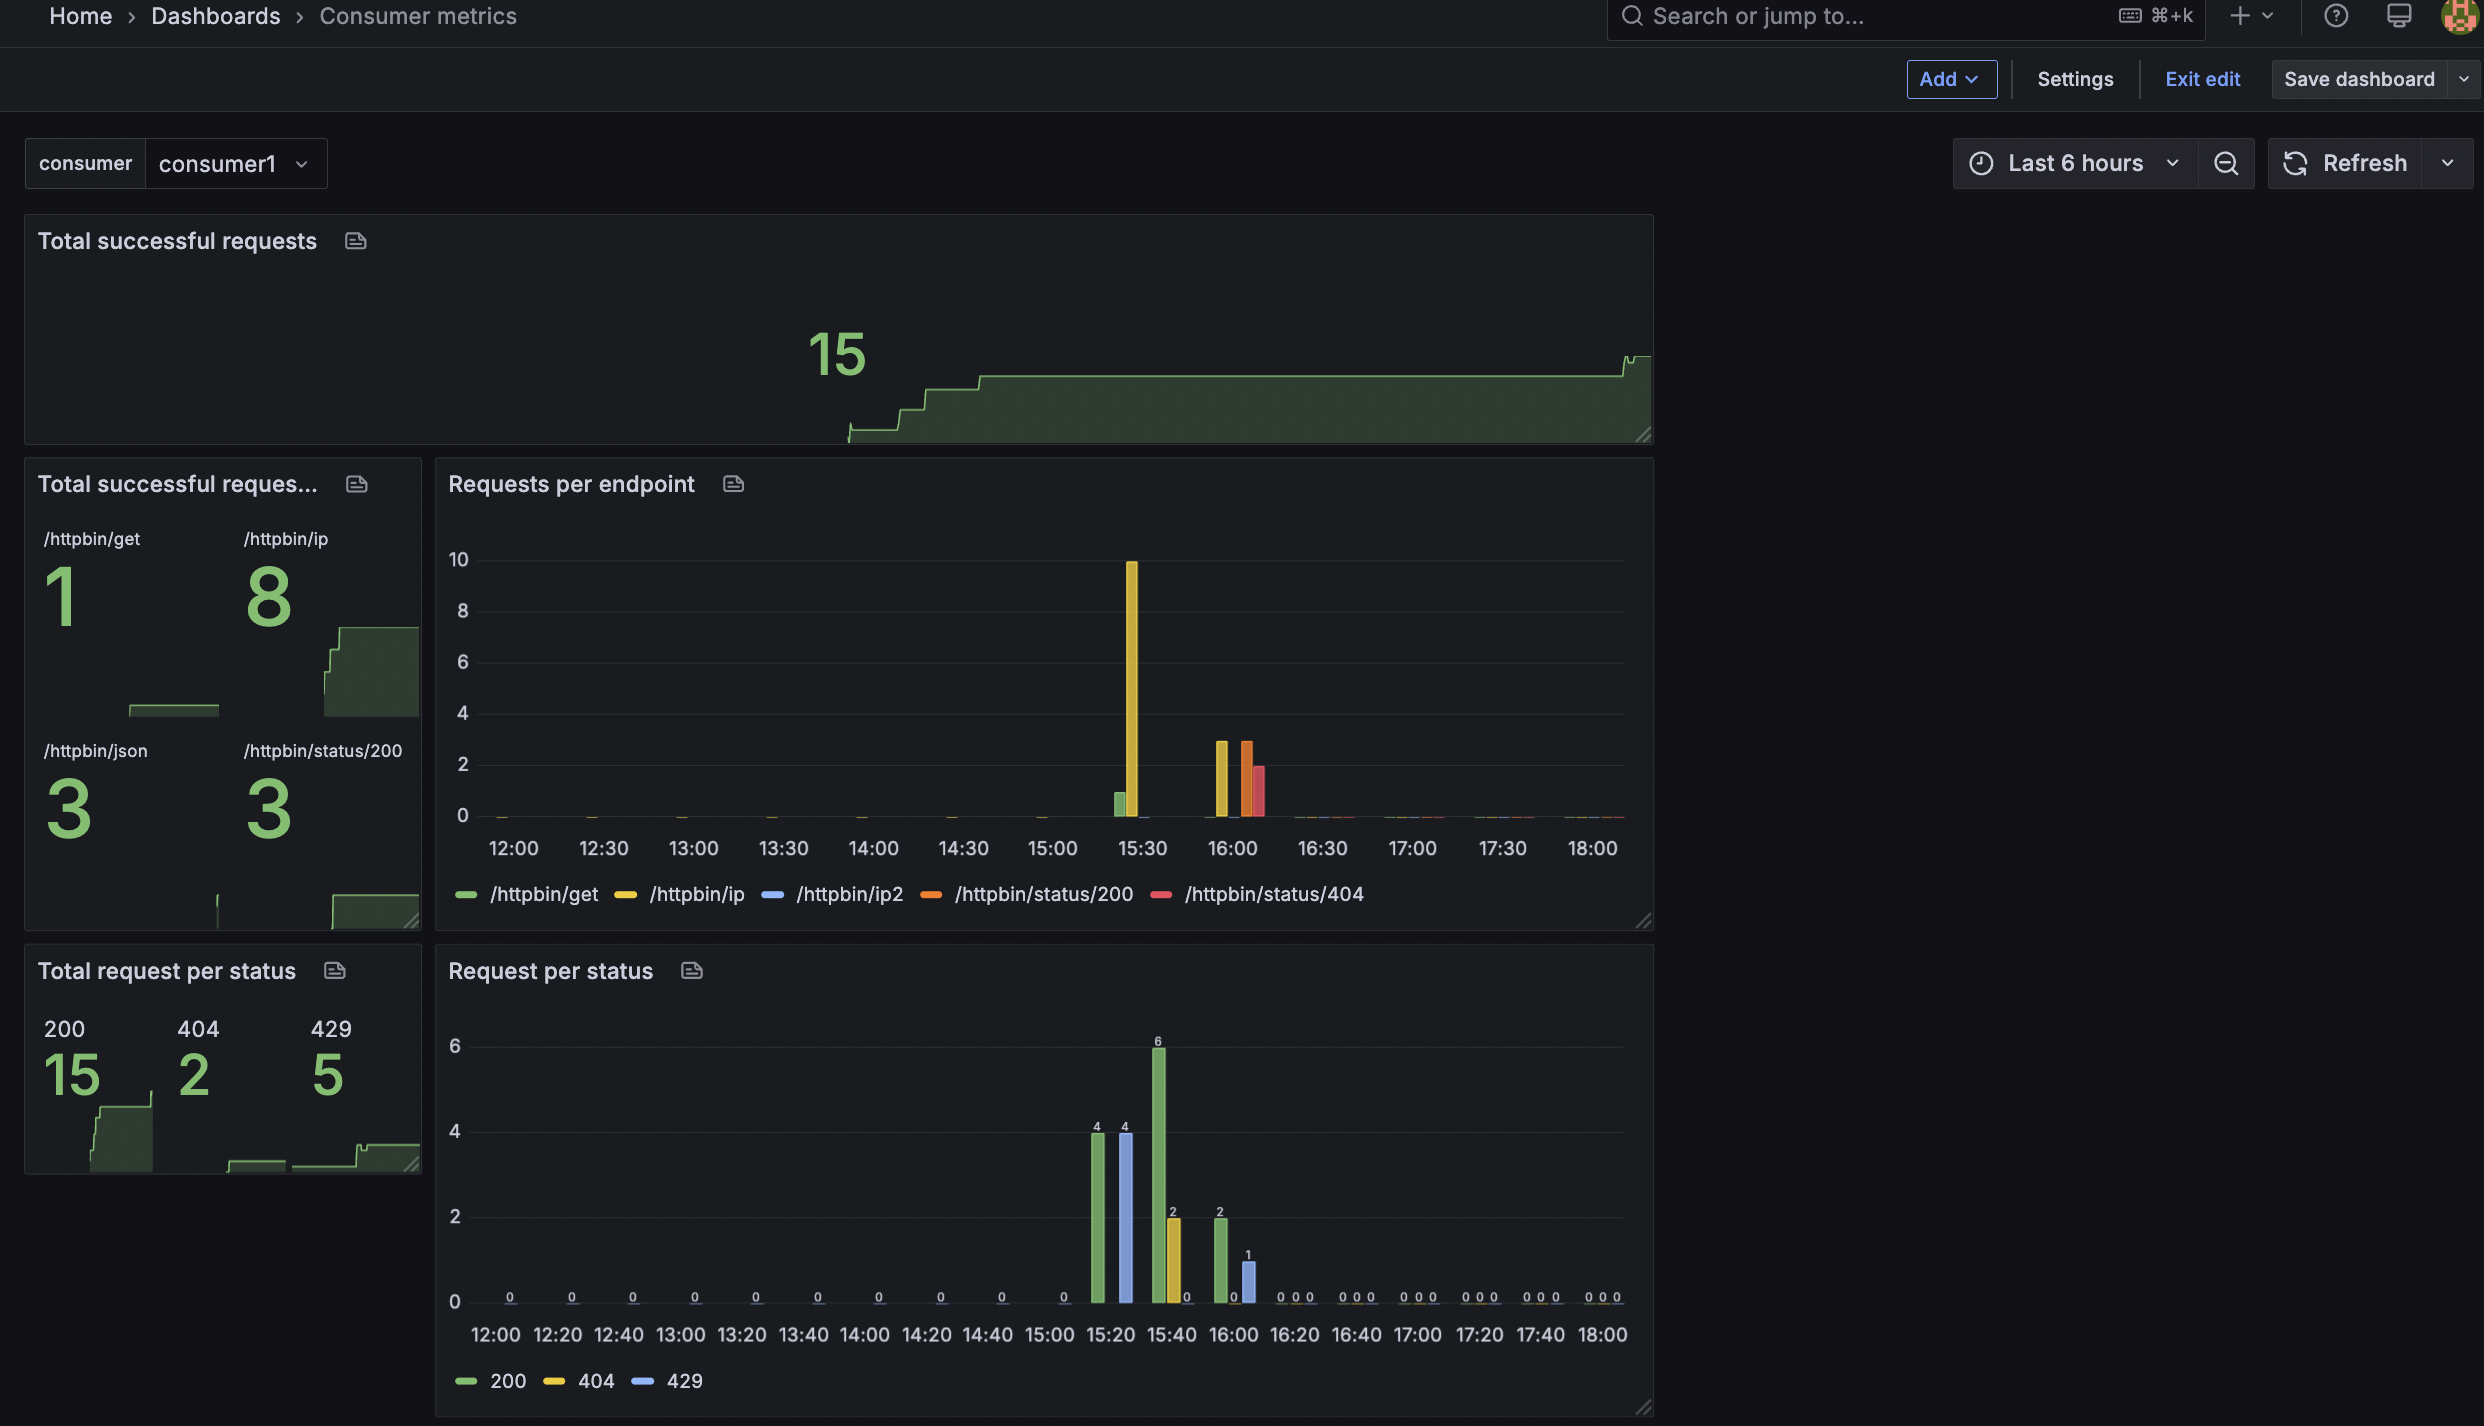 Home › Dashboards › Consumer metrics
Search or jump to...
⌘+k
Add
Settings
Exit edit
Save dashboard
consumer
consumer1
Last 6 hours
Refresh
Total successful requests
15
Total successful reques...
/httpbin/get
/httpbin/ip
1
8
/httpbin/json
/httpbin/status/200
3
3
Requests per endpoint
10
8
6
4
2
0
12:00 12:30 13:00 13:30 14:00 14:30 15:00 15:30 16:00 16:30 17:00 17:30 18:00
/httpbin/get /httpbin/ip /httpbin/ip2 /httpbin/status/200 /httpbin/status/404
Total request per status
200 404 429
15 2 5
Request per status
6
4
2
0
6
4 4
2 2
1
0 0 0 0 0 0 0 0 0 0 0 0 0 0 0 0 0 0 0 0 0 0 0 0 0 0 0 0 0 0
12:00 12:20 12:40 13:00 13:20 13:40 14:00 14:20 14:40 15:00 15:20 15:40 16:00 16:20 16:40 17:00 17:20 17:40 18:00
200 404 429